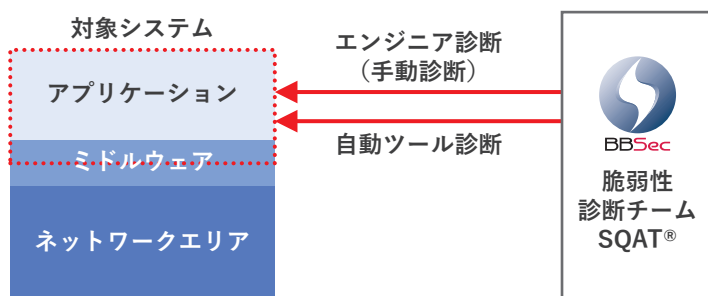 対象システム
アプリケーション
ミドルウェア
ネットワークエリア
エンジニア診断
（手動診断）
自動ツール診断
BBSec
脆弱性
診断チーム
SQAT®